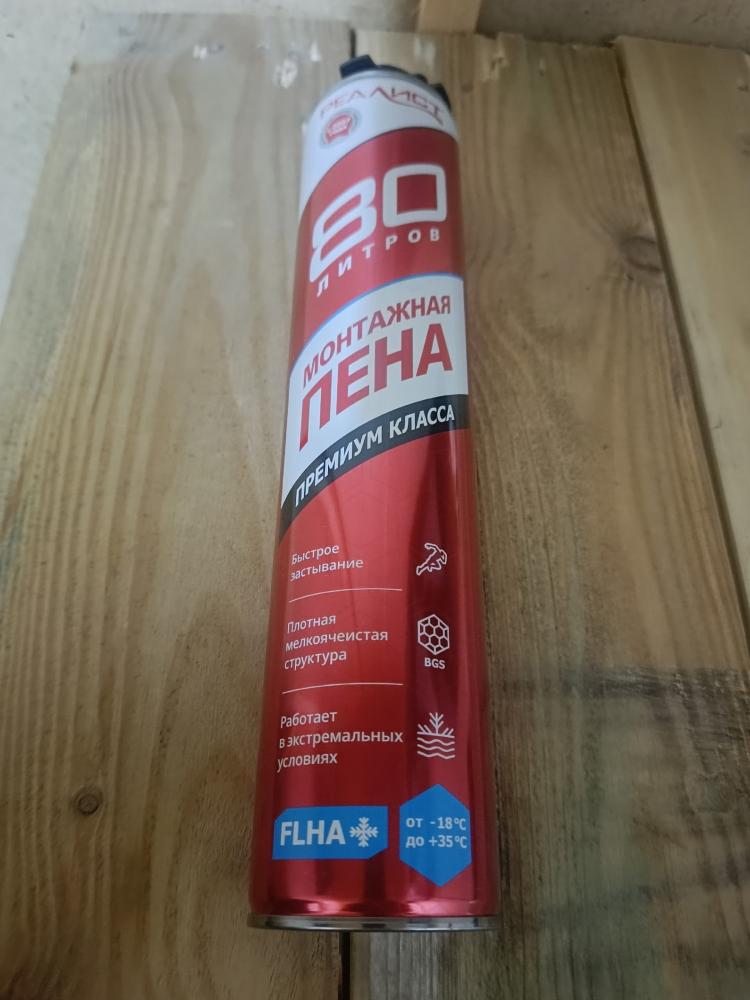 РЕАЛИСТ
80
ЛИТРОВ
МОНТАЖНАЯ
ПЕНА
ПРЕМИУМ КЛАССА
Быстрое
застывание
Плотная
мелкоячеистая
структура
BGS
Работает
в экстремальных
условиях
FLHA
от -18°C
до +35°C